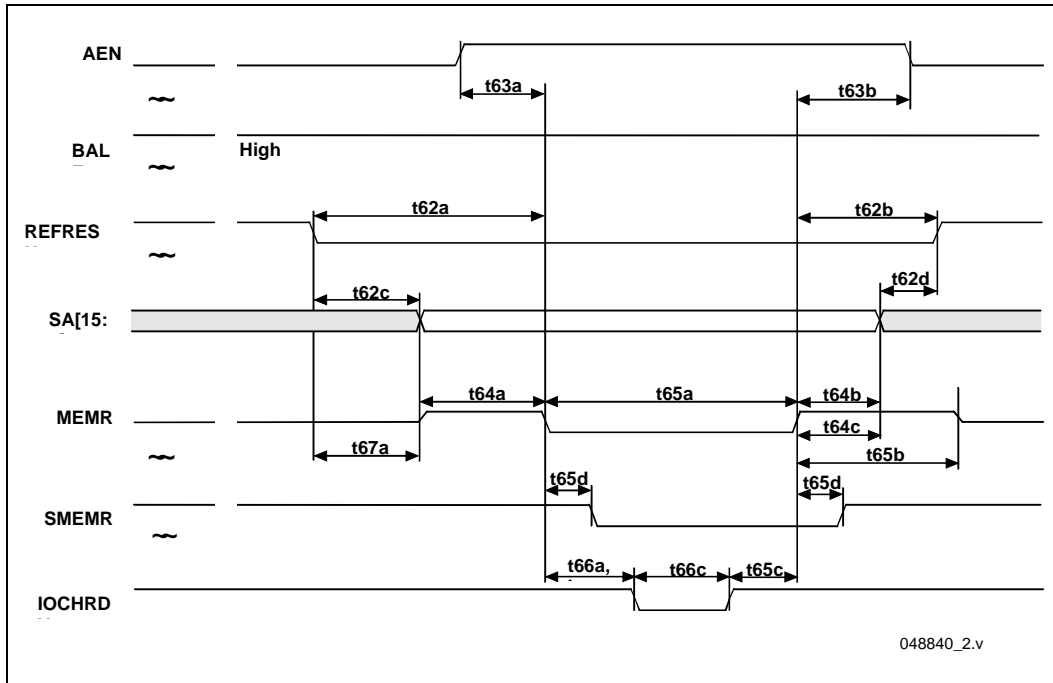 AEN
t63a
t63b
BAL
High
t62a
t62b
REFRES
t62c
t62d
SA[15:
t64a
t65a
t64b
MEMR
t64c
t67a
t65b
t65d
t65d
SMEMR
t66a,
t66c
t65c
IOCHRD
048840_2.v